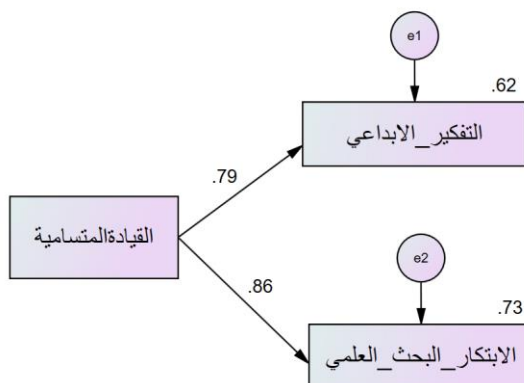 e1
.62
التفكير_الابداعي
.79
القيادةالمتسامية
e2
.86
.73
الابتكار_البحث_العلمي